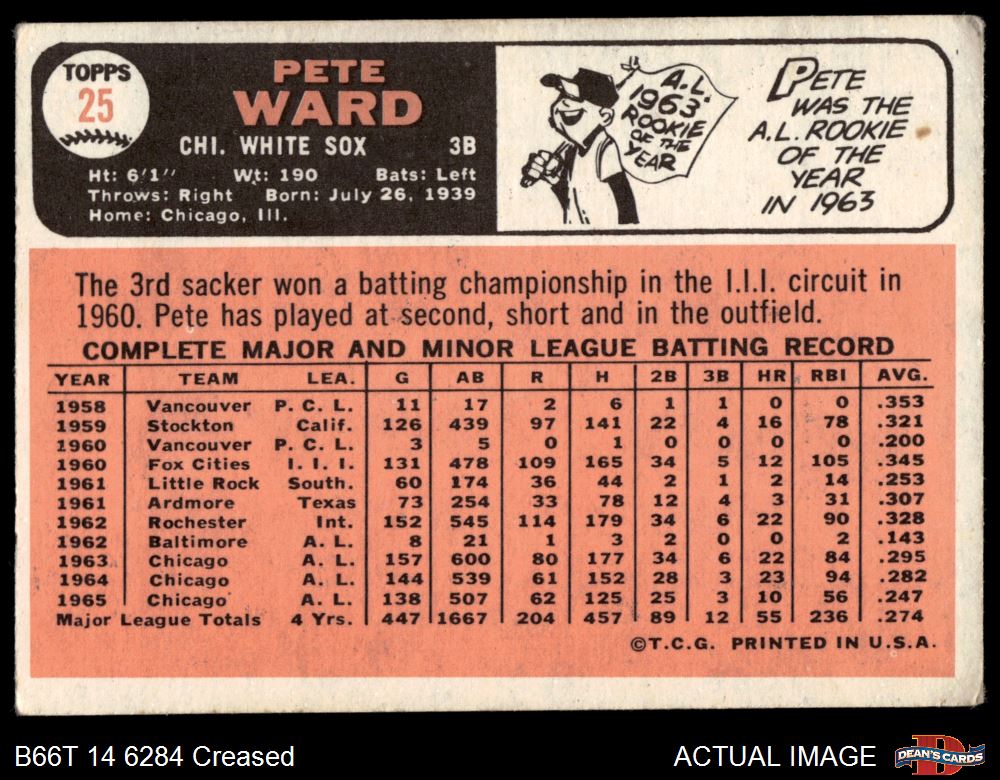 TOPPS
25
PETE
WARD
CHI. WHITE SOX 3B
Ht: 6'1" Wt: 190 Bats: Left
Throws: Right Born: July 26, 1939
Home: Chicago, Ill.
A.L.
1963
ROOKIE
OF THE
YEAR
PETE
WAS THE
A.L. ROOKIE
OF THE
YEAR
IN 1963
The 3rd sacker won a batting championship in the I.I.I. circuit in
1960. Pete has played at second, short and in the outfield.
COMPLETE MAJOR AND MINOR LEAGUE BATTING RECORD
YEAR TEAM LEA. G AB R H 2B 3B HR RBI AVG.
1958 Vancouver P. C. L. 11 17 2 6 1 1 0 0 .353
1959 Stockton Calif. 126 439 97 141 22 4 16 78 .321
1960 Vancouver P. C. L. 3 5 0 1 0 0 0 0 .200
1960 Fox Cities I. I. I. 131 478 109 165 34 5 12 105 .345
1961 Little Rock South. 60 174 36 44 2 1 2 14 .253
1961 Ardmore Texas 73 254 33 78 12 4 3 31 .307
1962 Rochester Int. 152 545 114 179 34 6 22 90 .328
1962 Baltimore A. L. 8 21 1 3 2 0 0 2 .143
1963 Chicago A. L. 157 600 80 177 34 6 22 84 .295
1964 Chicago A. L. 144 539 61 152 28 3 23 94 .282
1965 Chicago A. L. 138 507 62 125 25 3 10 56 .247
Major League Totals 4 Yrs. 447 1667 204 457 89 12 55 236 .274
©T.C.G. PRINTED IN U.S.A.
B66T 14 6284 Creased ACTUAL IMAGE
DEAN'S CARDS